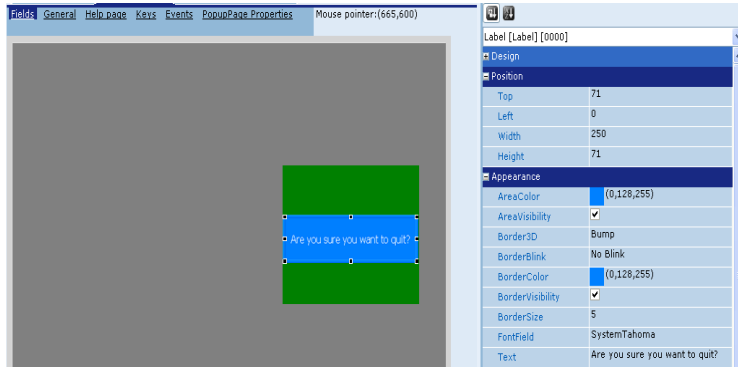 Fields General Help page Keys Events PopupPage Properties Mouse pointer:(665,600)
Are you sure you want to quit?
Label [Label] [0000]
Design
Position
Top 71
Left 0
Width 250
Height 71
Appearance
AreaColor (0,128,255)
AreaVisibility
Border3D Bump
BorderBlink No Blink
BorderColor (0,128,255)
BorderVisibility
BorderSize 5
FontField SystemTahoma
Text Are you sure you want to quit?